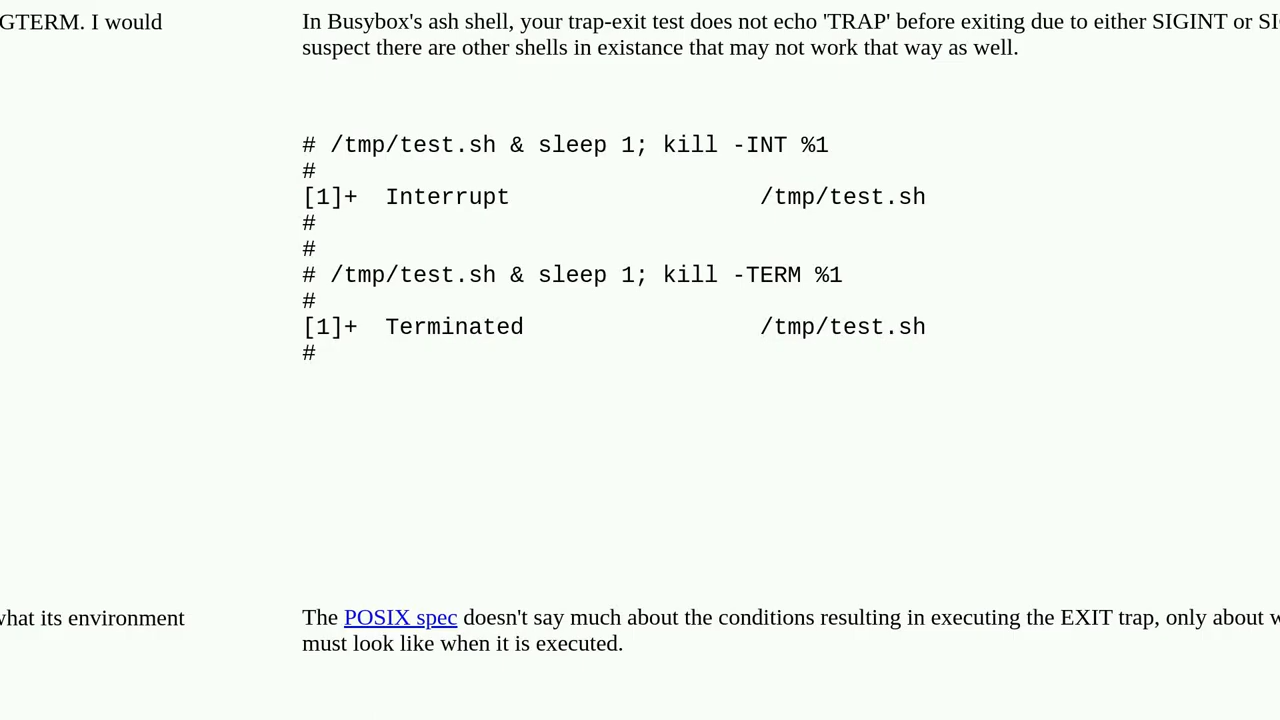 GTERM. I would
In Busybox's ash shell, your trap-exit test does not echo 'TRAP' before exiting due to either SIGINT or SI
suspect there are other shells in existance that may not work that way as well.
# /tmp/test.sh & sleep 1; kill -INT %1
#
[1]+  Interrupt                  /tmp/test.sh
#
#
# /tmp/test.sh & sleep 1; kill -TERM %1
#
[1]+  Terminated                 /tmp/test.sh
#
what its environment
The POSIX spec doesn't say much about the conditions resulting in executing the EXIT trap, only about w
must look like when it is executed.